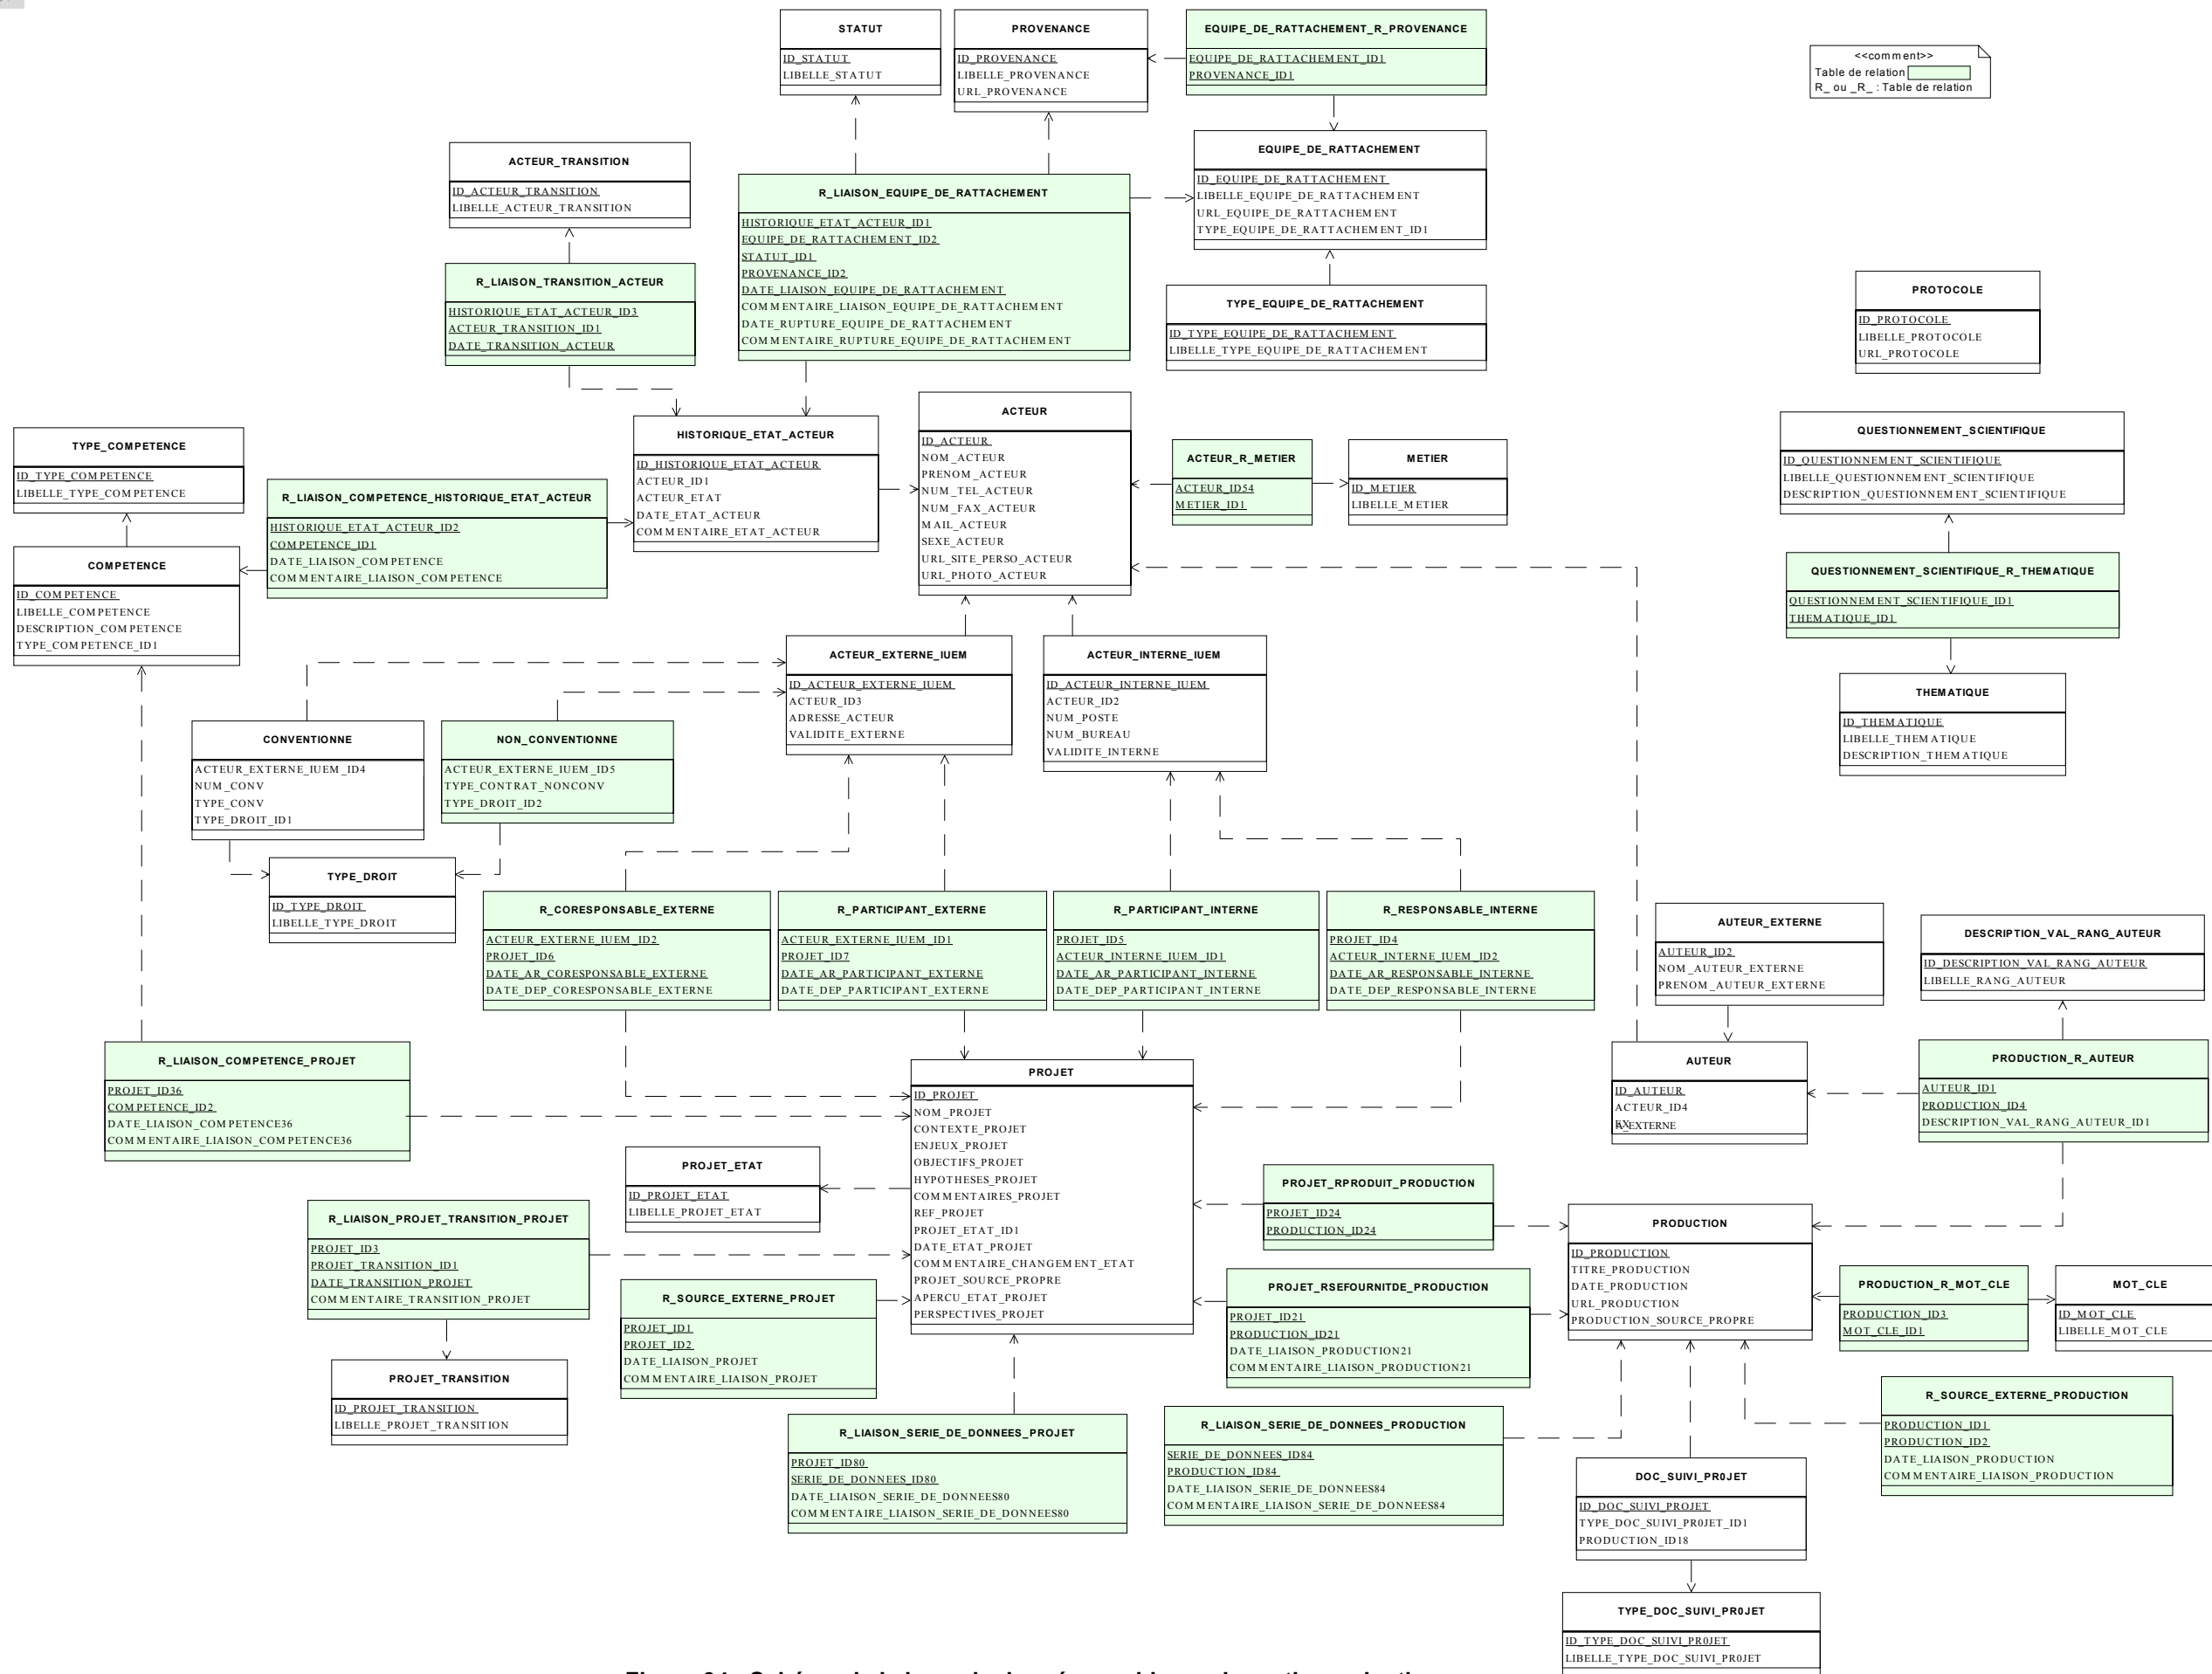 STATUT
ID_STATUT
LIBELLE_STATUT
PROVENANCE
ID_PROVENANCE
LIBELLE_PROVENANCE
URL_PROVENANCE
EQUIPE_DE_RATTACHEMENT_R_PROVENANCE
EQUIPE_DE_RATTACHEMENT_ID1
PROVENANCE_ID1
<<comment>>
Table de relation
R_ ou _R_ : Table de relation
ACTEUR_TRANSITION
ID_ACTEUR_TRANSITION
LIBELLE_ACTEUR_TRANSITION
R_LIAISON_EQUIPE_DE_RATTACHEMENT
HISTORIQUE_ETAT_ACTEUR_ID1
EQUIPE_DE_RATTACHEMENT_ID2
STATUT_ID1
PROVENANCE_ID2
DATE_LIAISON_EQUIPE_DE_RATTACHEMENT
COMMENTAIRE_LIAISON_EQUIPE_DE_RATTACHEMENT
DATE_RUPTURE_EQUIPE_DE_RATTACHEMENT
COMMENTAIRE_RUPTURE_EQUIPE_DE_RATTACHEMENT
EQUIPE_DE_RATTACHEMENT
ID_EQUIPE_DE_RATTACHEMENT
LIBELLE_EQUIPE_DE_RATTACHEMENT
URL_EQUIPE_DE_RATTACHEMENT
TYPE_EQUIPE_DE_RATTACHEMENT_ID1
R_LIAISON_TRANSITION_ACTEUR
HISTORIQUE_ETAT_ACTEUR_ID3
ACTEUR_TRANSITION_ID1
DATE_TRANSITION_ACTEUR
TYPE_EQUIPE_DE_RATTACHEMENT
ID_TYPE_EQUIPE_DE_RATTACHEMENT
LIBELLE_TYPE_EQUIPE_DE_RATTACHEMENT
PROTOCOLE
ID_PROTOCOLE
LIBELLE_PROTOCOLE
URL_PROTOCOLE
TYPE_COMPETENCE
ID_TYPE_COMPETENCE
LIBELLE_TYPE_COMPETENCE
R_LIAISON_COMPETENCE_HISTORIQUE_ETAT_ACTEUR
HISTORIQUE_ETAT_ACTEUR_ID2
COMPETENCE_ID1
DATE_LIAISON_COMPETENCE
COMMENTAIRE_LIAISON_COMPETENCE
HISTORIQUE_ETAT_ACTEUR
ID_HISTORIQUE_ETAT_ACTEUR
ACTEUR_ID1
ACTEUR_ETAT
DATE_ETAT_ACTEUR
COMMENTAIRE_ETAT_ACTEUR
ACTEUR
ID_ACTEUR
NOM_ACTEUR
PRENOM_ACTEUR
NUM_TEL_ACTEUR
NUM_FAX_ACTEUR
MAIL_ACTEUR
SEXE_ACTEUR
URL_SITE_PERSO_ACTEUR
URL_PHOTO_ACTEUR
ACTEUR_R_METIER
ACTEUR_ID54
METIER_ID1
METIER
ID_METIER
LIBELLE_METIER
QUESTIONNEMENT_SCIENTIFIQUE
ID_QUESTIONNEMENT_SCIENTIFIQUE
LIBELLE_QUESTIONNEMENT_SCIENTIFIQUE
DESCRIPTION_QUESTIONNEMENT_SCIENTIFIQUE
COMPETENCE
ID_COMPETENCE
LIBELLE_COMPETENCE
DESCRIPTION_COMPETENCE
TYPE_COMPETENCE_ID1
QUESTIONNEMENT_SCIENTIFIQUE_R_THEMATIQUE
QUESTIONNEMENT_SCIENTIFIQUE_ID1
THEMATIQUE_ID1
ACTEUR_EXTERNE_IUEM
ID_ACTEUR_EXTERNE_IUEM
ACTEUR_ID3
ADRESSE_ACTEUR
VALIDITE_EXTERNE
ACTEUR_INTERNE_IUEM
ID_ACTEUR_INTERNE_IUEM
ACTEUR_ID2
NUM_POSTE
NUM_BUREAU
VALIDITE_INTERNE
THEMATIQUE
ID_THEMATIQUE
LIBELLE_THEMATIQUE
DESCRIPTION_THEMATIQUE
CONVENTIONNE
ACTEUR_EXTERNE_IUEM_ID4
NUM_CONV
TYPE_CONV
TYPE_DROIT_ID1
NON_CONVENTIONNE
ACTEUR_EXTERNE_IUEM_ID5
TYPE_CONTRAT_NONCONV
TYPE_DROIT_ID2
TYPE_DROIT
ID_TYPE_DROIT
LIBELLE_TYPE_DROIT
R_CORESPONSABLE_EXTERNE
ACTEUR_EXTERNE_IUEM_ID2
PROJET_ID6
DATE_AR_CORESPONSABLE_EXTERNE
DATE_DEP_CORESPONSABLE_EXTERNE
R_PARTICIPANT_EXTERNE
ACTEUR_EXTERNE_IUEM_ID1
PROJET_ID7
DATE_AR_PARTICIPANT_EXTERNE
DATE_DEP_PARTICIPANT_EXTERNE
R_PARTICIPANT_INTERNE
PROJET_ID5
ACTEUR_INTERNE_IUEM_ID1
DATE_AR_PARTICIPANT_INTERNE
DATE_DEP_PARTICIPANT_INTERNE
R_RESPONSABLE_INTERNE
PROJET_ID4
ACTEUR_INTERNE_IUEM_ID2
DATE_AR_RESPONSABLE_INTERNE
DATE_DEP_RESPONSABLE_INTERNE
AUTEUR_EXTERNE
AUTEUR_ID2
NOM_AUTEUR_EXTERNE
PRENOM_AUTEUR_EXTERNE
DESCRIPTION_VAL_RANG_AUTEUR
ID_DESCRIPTION_VAL_RANG_AUTEUR
LIBELLE_RANG_AUTEUR
R_LIAISON_COMPETENCE_PROJET
PROJET_ID36
COMPETENCE_ID2
DATE_LIAISON_COMPETENCE36
COMMENTAIRE_LIAISON_COMPETENCE36
PROJET
ID_PROJET
NOM_PROJET
CONTEXTE_PROJET
ENJEUX_PROJET
OBJECTIFS_PROJET
HYPOTHESES_PROJET
COMMENTAIRES_PROJET
REF_PROJET
PROJET_ETAT_ID1
DATE_ETAT_PROJET
COMMENTAIRE_CHANGEMENT_ETAT
PROJET_SOURCE_PROPRE
APERCU_ETAT_PROJET
PERSPECTIVES_PROJET
AUTEUR
ID_AUTEUR
ACTEUR_ID4
PRODUCTION_R_AUTEUR
AUTEUR_ID1
PRODUCTION_ID4
DESCRIPTION_VAL_RANG_AUTEUR_ID1
PROJET_ETAT
ID_PROJET_ETAT
LIBELLE_PROJET_ETAT
PROJET_RPRODUIT_PRODUCTION
PROJET_ID24
PRODUCTION_ID24
R_LIAISON_PROJET_TRANSITION_PROJET
PROJET_ID3
PROJET_TRANSITION_ID1
DATE_TRANSITION_PROJET
COMMENTAIRE_TRANSITION_PROJET
PRODUCTION
ID_PRODUCTION
TITRE_PRODUCTION
DATE_PRODUCTION
URL_PRODUCTION
PRODUCTION_SOURCE_PROPRE
R_SOURCE_EXTERNE_PROJET
PROJET_ID1
PROJET_ID2
DATE_LIAISON_PROJET
COMMENTAIRE_LIAISON_PROJET
PROJET_RSEFOURNITDE_PRODUCTION
PROJET_ID21
PRODUCTION_ID21
DATE_LIAISON_PRODUCTION21
COMMENTAIRE_LIAISON_PRODUCTION21
PRODUCTION_R_MOT_CLE
PRODUCTION_ID3
MOT_CLE_ID1
MOT_CLE
ID_MOT_CLE
LIBELLE_MOT_CLE
PROJET_TRANSITION
ID_PROJET_TRANSITION
LIBELLE_PROJET_TRANSITION
R_SOURCE_EXTERNE_PRODUCTION
PRODUCTION_ID1
PRODUCTION_ID2
DATE_LIAISON_PRODUCTION
COMMENTAIRE_LIAISON_PRODUCTION
R_LIAISON_SERIE_DE_DONNEES_PROJET
PROJET_ID80
SERIE_DE_DONNEES_ID80
DATE_LIAISON_SERIE_DE_DONNEES80
COMMENTAIRE_LIAISON_SERIE_DE_DONNEES80
R_LIAISON_SERIE_DE_DONNEES_PRODUCTION
SERIE_DE_DONNEES_ID84
PRODUCTION_ID84
DATE_LIAISON_SERIE_DE_DONNEES84
COMMENTAIRE_LIAISON_SERIE_DE_DONNEES84
DOC_SUIVI_PR0JET
ID_DOC_SUIVI_PROJET
TYPE_DOC_SUIVI_PR0JET_ID1
PRODUCTION_ID18
TYPE_DOC_SUIVI_PR0JET
ID_TYPE_DOC_SUIVI_PR0JET
LIBELLE_TYPE_DOC_SUIVI_PR0JET